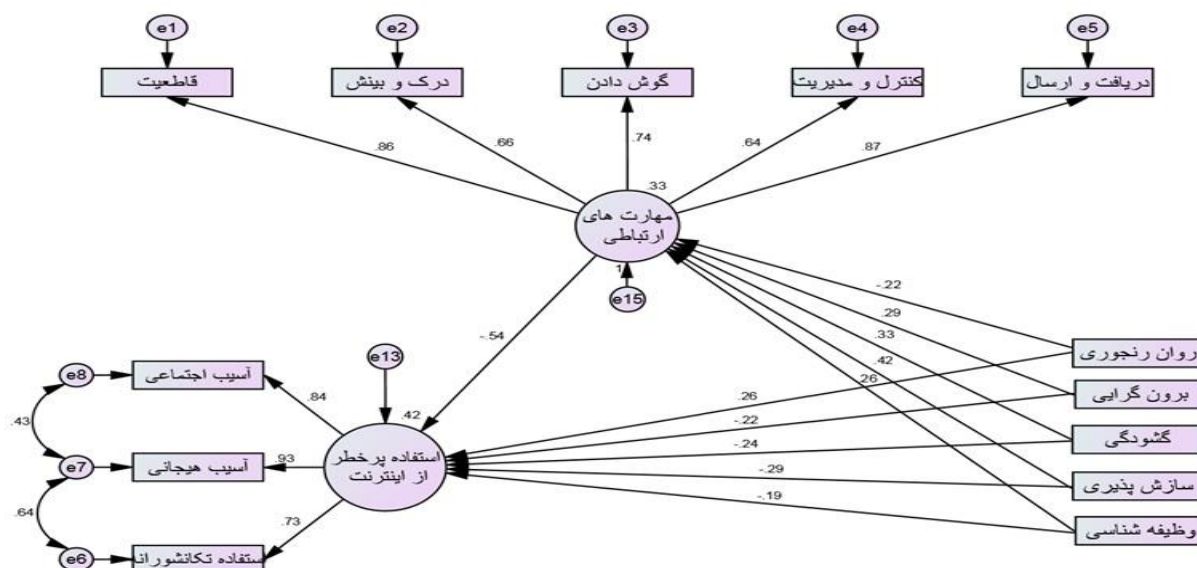 e1
e2
e3
e4
e5
قاطعیت
درک و بینش
گوش دادن
کنترل و مدیریت
دریافت و ارسال
.86
.66
.74
.64
.87
.33
مهارت های
ارتباطی
1
e15
-.54
-.22
.29
.33
.42
.26
روان رنجوری
برون گرایی
گشودگی
سازش پذیری
وظیفه شناسی
.26
-.22
-.24
-.29
-.19
e13
.42
استفاده پرخطر
از اینترنت
.84
.93
.73
آسیب اجتماعی
آسیب هیجانی
ستفاده تکانشورانه
e8
e7
e6
.43
.64